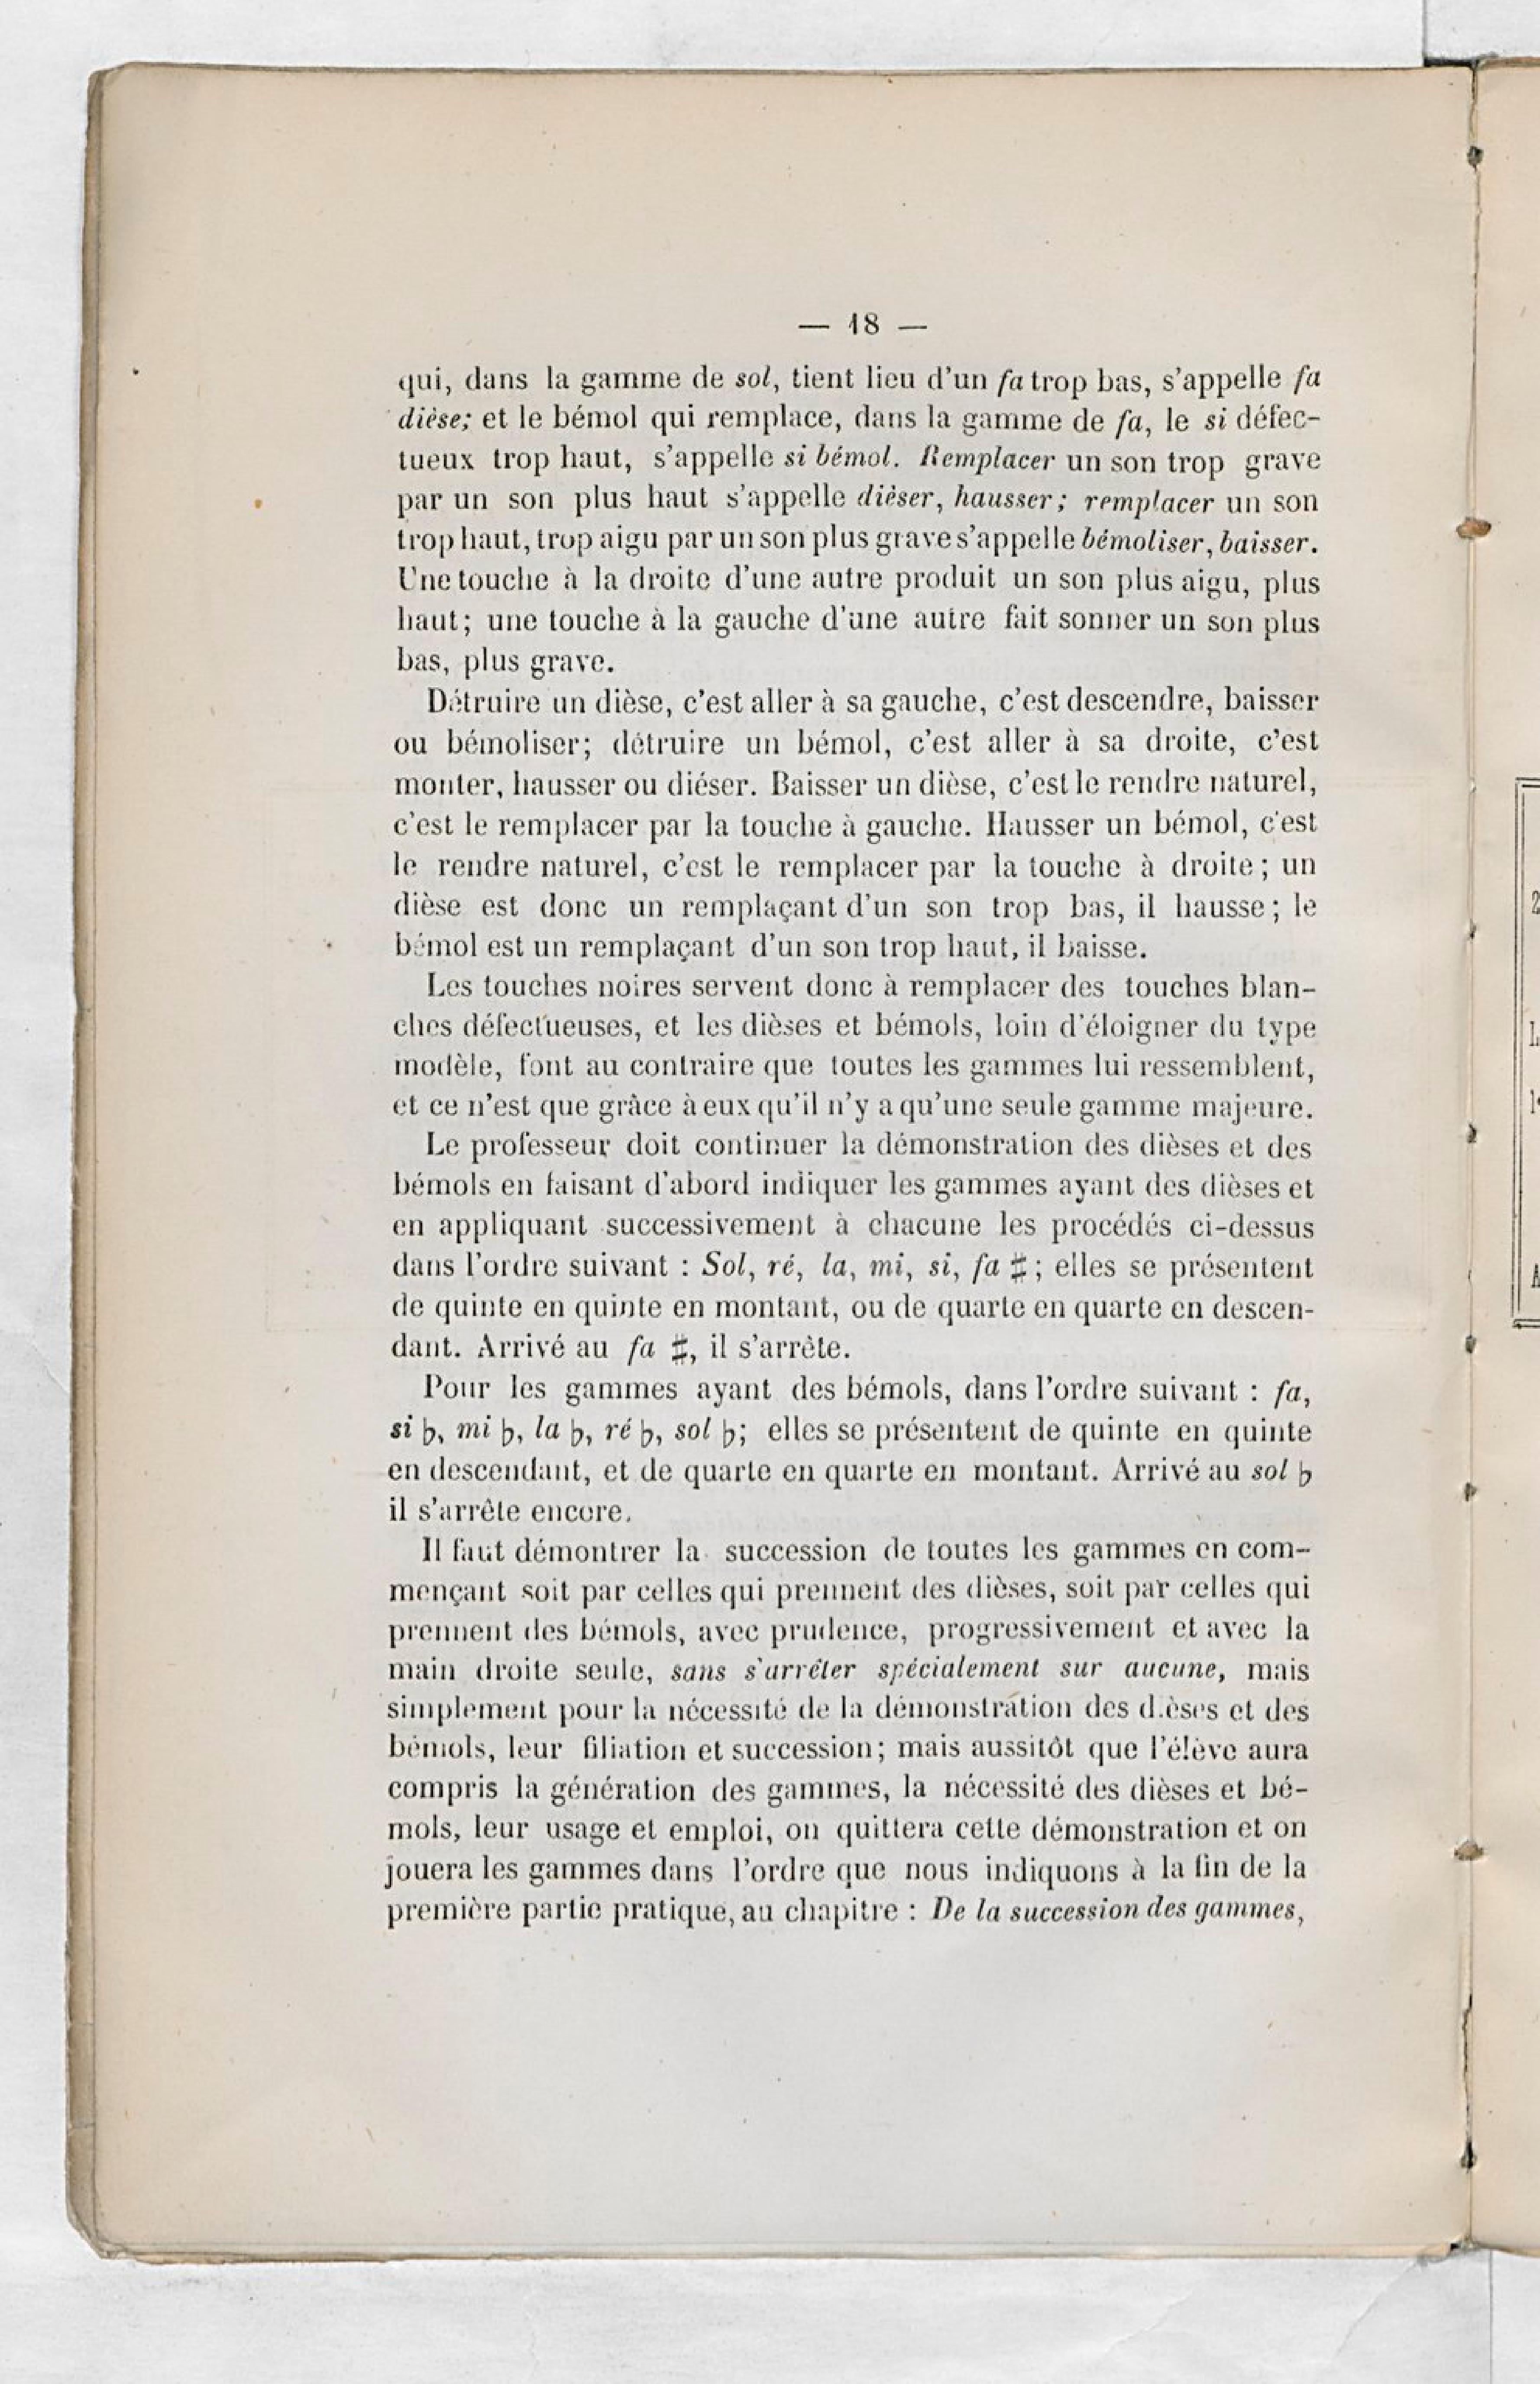 — 18 —
qui, dans la gamme de sol, tient lieu d'un fa trop bas, s'appelle fa
dièse; et le bémol qui remplace, dans la gamme de fa, le si défec-
tueux trop haut, s'appelle si bémol. Remplacer un son trop grave
par un son plus haut s'appelle dièser, hausser; remplacer un son
trop haut, trop aigu par un son plus grave s'appelle bémoliser, baisser.
Une touche à la droite d'une autre produit un son plus aigu, plus
haut; une touche à la gauche d'une autre fait sonner un son plus
bas, plus grave.
Détruire un dièse, c'est aller à sa gauche, c'est descendre, baisser
ou bémoliser; détruire un bémol, c'est aller à sa droite, c'est
monter, hausser ou diéser. Baisser un dièse, c'est le rendre naturel,
c'est le remplacer par la touche à gauche. Hausser un bémol, c'est
le rendre naturel, c'est le remplacer par la touche à droite; un
dièse est donc un remplaçant d'un son trop bas, il hausse; le
bémol est un remplaçant d'un son trop haut, il baisse.
Les touches noires servent donc à remplacer des touches blan-
ches défectueuses, et les dièses et bémols, loin d'éloigner du type
modèle, font au contraire que toutes les gammes lui ressemblent,
et ce n'est que grâce à eux qu'il n'y a qu'une seule gamme majeure.
Le professeur doit continuer la démonstration des dièses et des
bémols en faisant d'abord indiquer les gammes ayant des dièses et
en appliquant successivement à chacune les procédés ci-dessus
dans l'ordre suivant : Sol, ré, la, mi, si, fa ♯; elles se présentent
de quinte en quinte en montant, ou de quarte en quarte en descen-
dant. Arrivé au fa ♯, il s'arrête.
Pour les gammes ayant des bémols, dans l'ordre suivant : fa,
si ♭, mi ♭, la ♭, ré ♭, sol ♭; elles se présentent de quinte en quinte
en descendant, et de quarte en quarte en montant. Arrivé au sol ♭
il s'arrête encore.
Il faut démontrer la succession de toutes les gammes en com-
mençant soit par celles qui prennent des dièses, soit par celles qui
prennent des bémols, avec prudence, progressivement et avec la
main droite seule, sans s'arrêter spécialement sur aucune, mais
simplement pour la nécessité de la démonstration des dièses et des
bémols, leur filiation et succession; mais aussitôt que l'élève aura
compris la génération des gammes, la nécessité des dièses et bé-
mols, leur usage et emploi, on quittera cette démonstration et on
jouera les gammes dans l'ordre que nous indiquons à la fin de la
première partie pratique, au chapitre : De la succession des gammes,